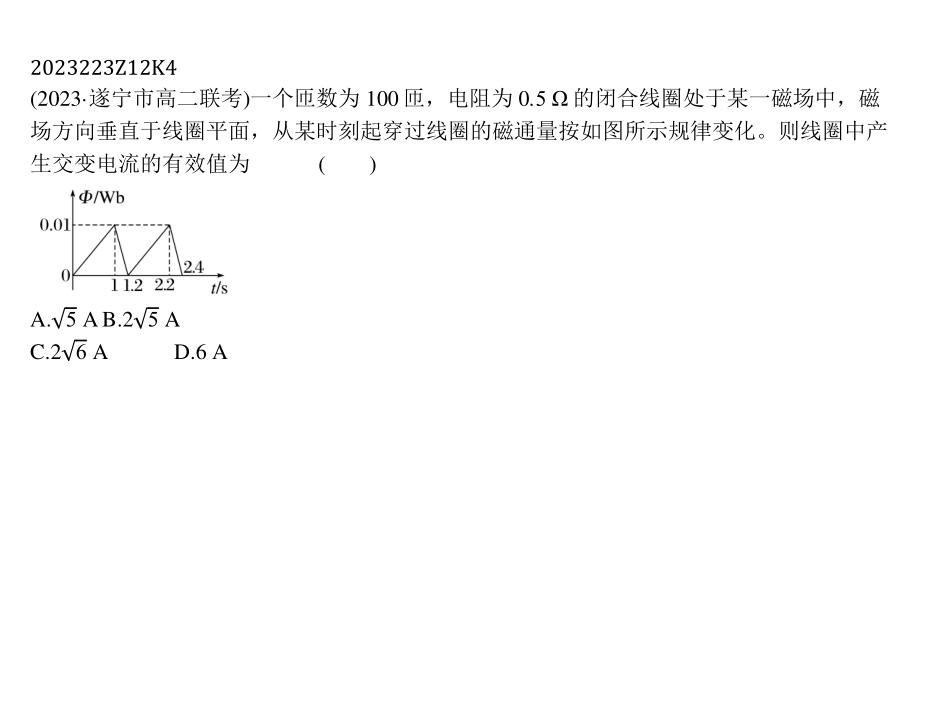 2023223Z12K4
(2023·遂宁市高二联考)一个匝数为 100 匝，电阻为 0.5 Ω 的闭合线圈处于某一磁场中，磁
场方向垂直于线圈平面，从某时刻起穿过线圈的磁通量按如图所示规律变化。则线圈中产
生交变电流的有效值为 ( )
Φ/Wb
0.01
0
1 1.2 2.2 2.4
t/s
A.√5 A B.2√5 A
C.2√6 A D.6 A